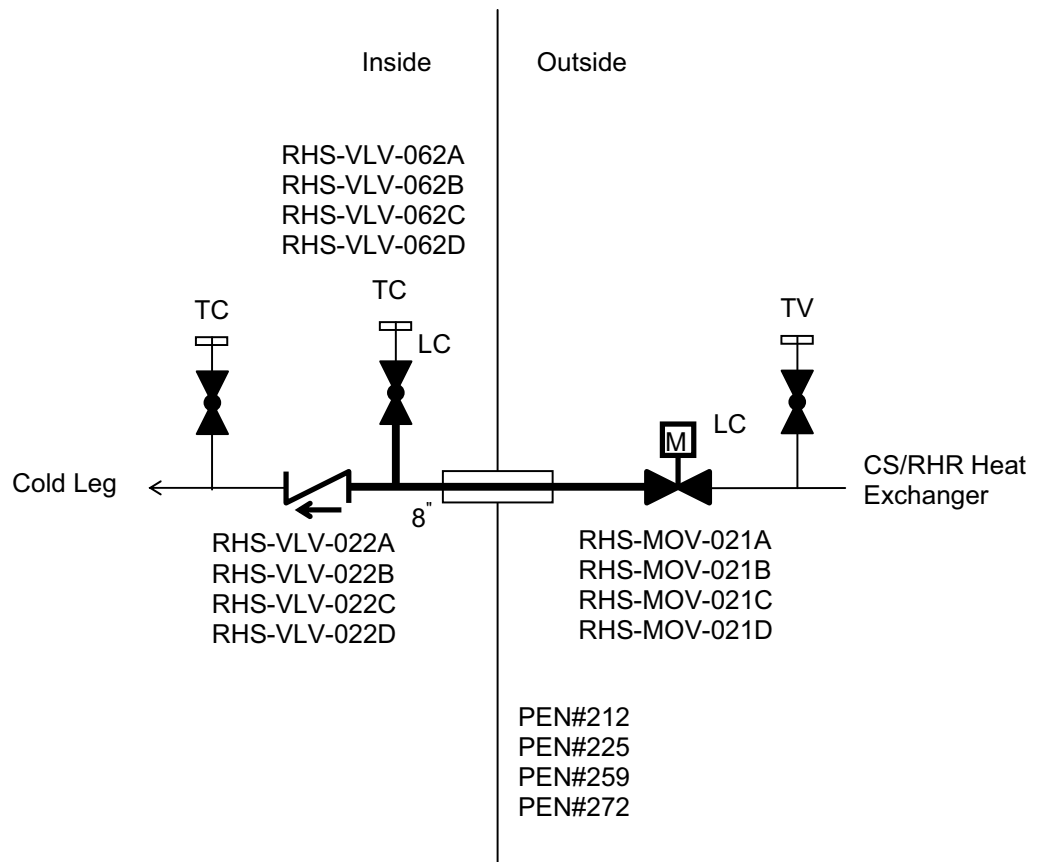 Inside
Outside
RHS-VLV-062A
RHS-VLV-062B
RHS-VLV-062C
RHS-VLV-062D
TC
TC
TV
LC
LC
M
Cold Leg
CS/RHR Heat
Exchanger
8"
RHS-VLV-022A
RHS-VLV-022B
RHS-VLV-022C
RHS-VLV-022D
RHS-MOV-021A
RHS-MOV-021B
RHS-MOV-021C
RHS-MOV-021D
PEN#212
PEN#225
PEN#259
PEN#272